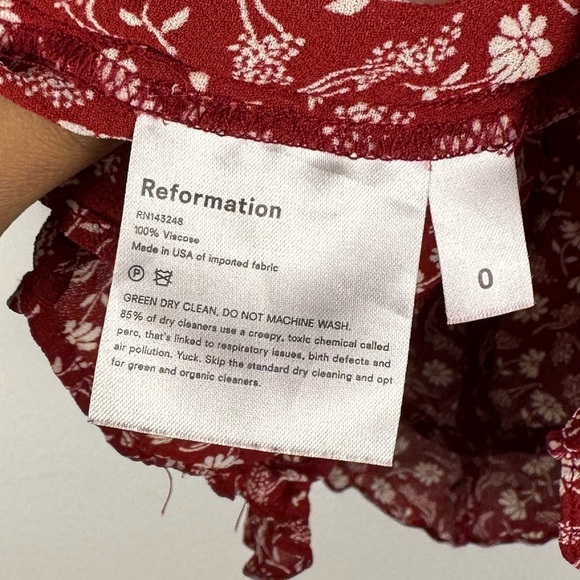 Reformation
RN143248
100% Viscose
Made in USA of imported fabric
P
GREEN DRY CLEAN. DO NOT MACHINE WASH.
85% of dry cleaners use a creepy, toxic chemical called
perc, that's linked to respiratory issues, birth defects and
air pollution. Yuck. Skip the standard dry cleaning and opt
for green and organic cleaners.
0